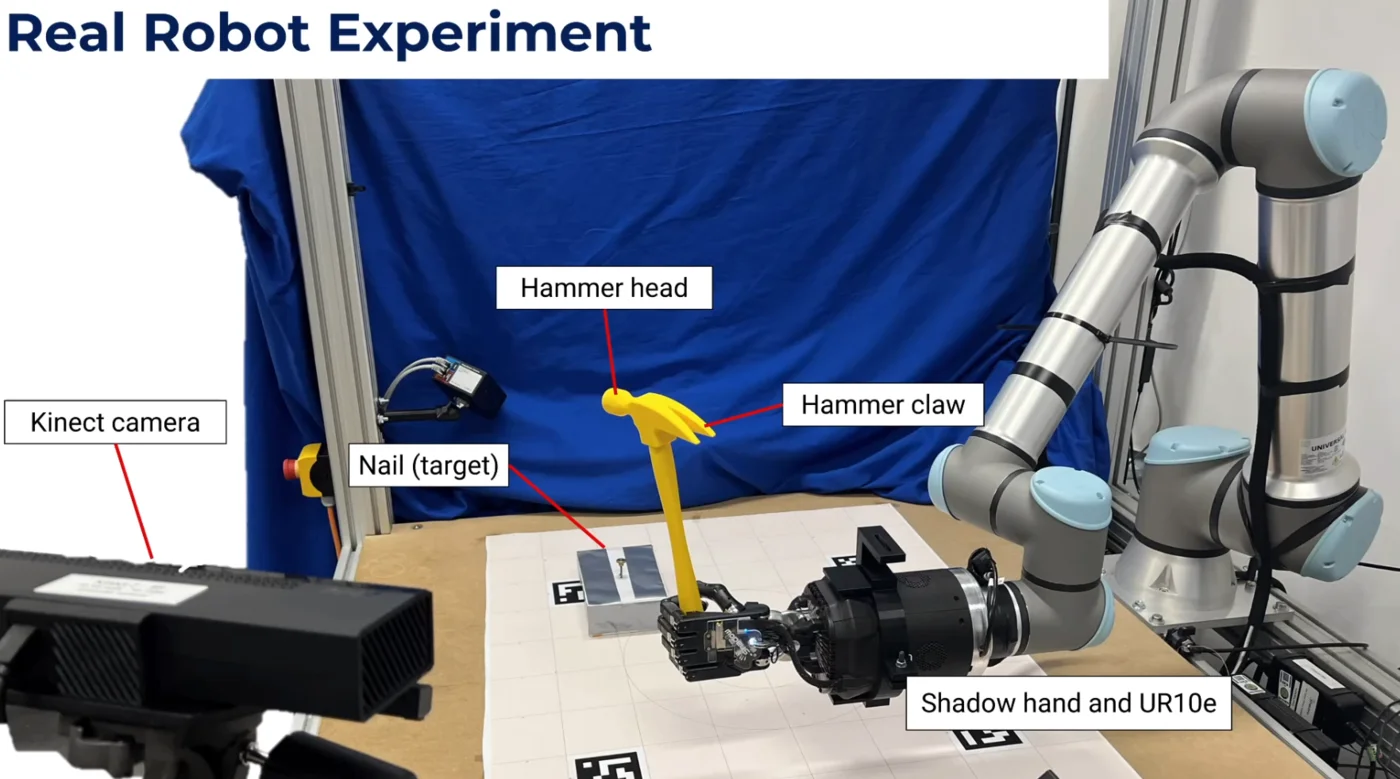 Real Robot Experiment
Hammer head
Hammer claw
Kinect camera
Nail (target)
Shadow hand and UR10e